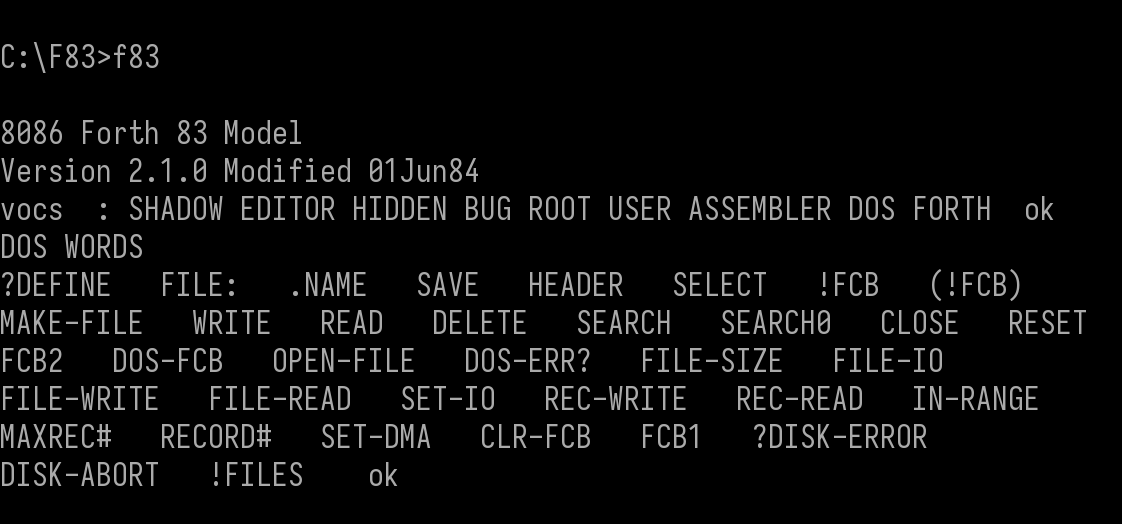 C:\F83>f83
8086 Forth 83 Model
Version 2.1.0 Modified 01Jun84
vocs  : SHADOW EDITOR HIDDEN BUG ROOT USER ASSEMBLER DOS FORTH  ok
DOS WORDS
?DEFINE   FILE:   .NAME   SAVE   HEADER   SELECT   !FCB   (!FCB)
MAKE-FILE   WRITE   READ   DELETE   SEARCH   SEARCH0   CLOSE   RESET
FCB2   DOS-FCB   OPEN-FILE   DOS-ERR?   FILE-SIZE   FILE-IO
FILE-WRITE   FILE-READ   SET-IO   REC-WRITE   REC-READ   IN-RANGE
MAXREC#   RECORD#   SET-DMA   CLR-FCB   FCB1   ?DISK-ERROR
DISK-ABORT   !FILES    ok